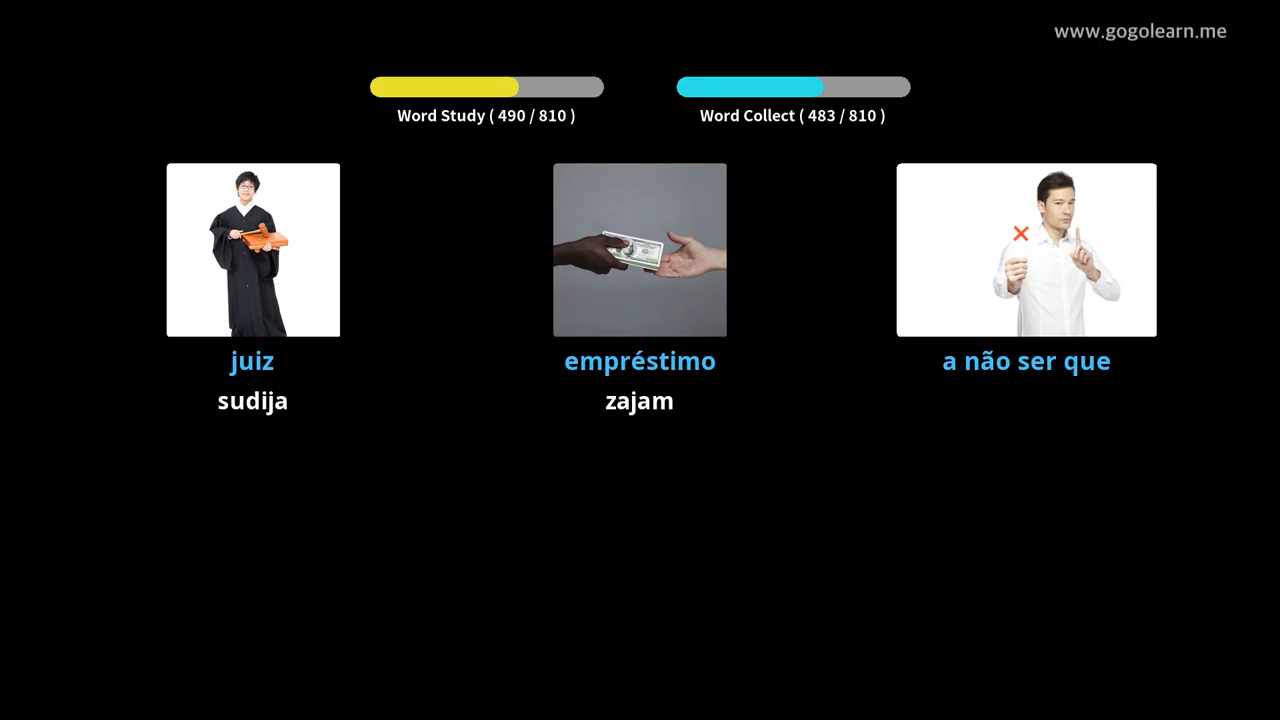 www.gogolearn.me
Word Study ( 490 / 810 )
Word Collect ( 483 / 810 )
juiz
sudija
empréstimo
zajam
a não ser que